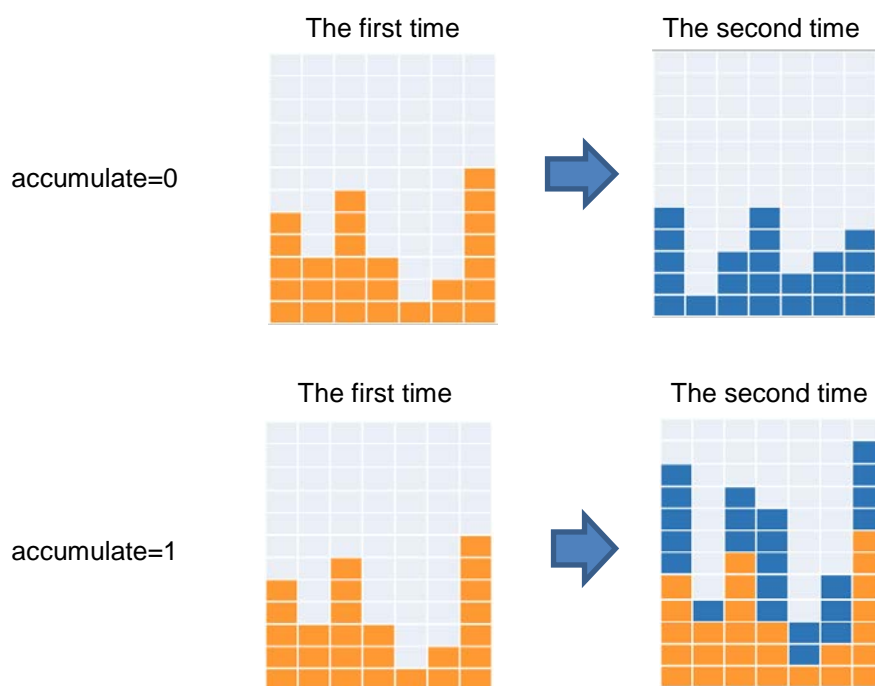 The first time
The second time
accumulate=0
The first time
The second time
accumulate=1